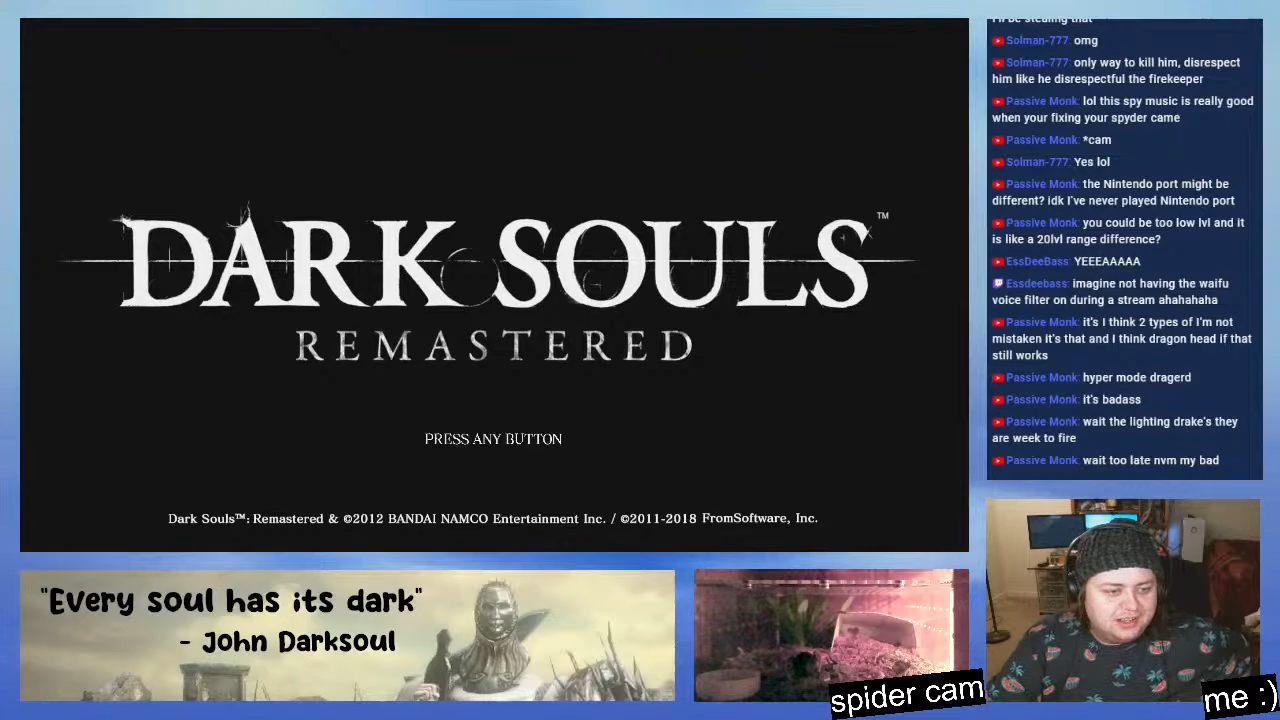 DARK SOULS™
REMASTERED
PRESS ANY BUTTON
Dark Souls™: Remastered & ©2012 BANDAI NAMCO Entertainment Inc. / ©2011-2018 FromSoftware, Inc.
I'll be stealing that
Solman-777: omg
Solman-777: only way to kill him, disrespect
him like he disrespectful the firekeeper
Passive Monk: lol this spy music is really good
when your fixing your spyder came
Passive Monk: *cam
Solman-777: Yes lol
Passive Monk: the Nintendo port might be
different? idk I've never played Nintendo port
Passive Monk: you could be too low lvl and it
is like a 20lvl range difference?
EssDeeBass: YEEEAAAAA
Essdeebass: imagine not having the waifu
voice filter on during a stream ahahahaha
Passive Monk: it's I think 2 types of I'm not
mistaken it's that and I think dragon head if that
still works
Passive Monk: hyper mode dragerd
Passive Monk: it's badass
Passive Monk: wait the lighting drake's they
are week to fire
Passive Monk: wait too late nvm my bad
"Every soul has its dark"
- John Darksoul
spider cam
me :)